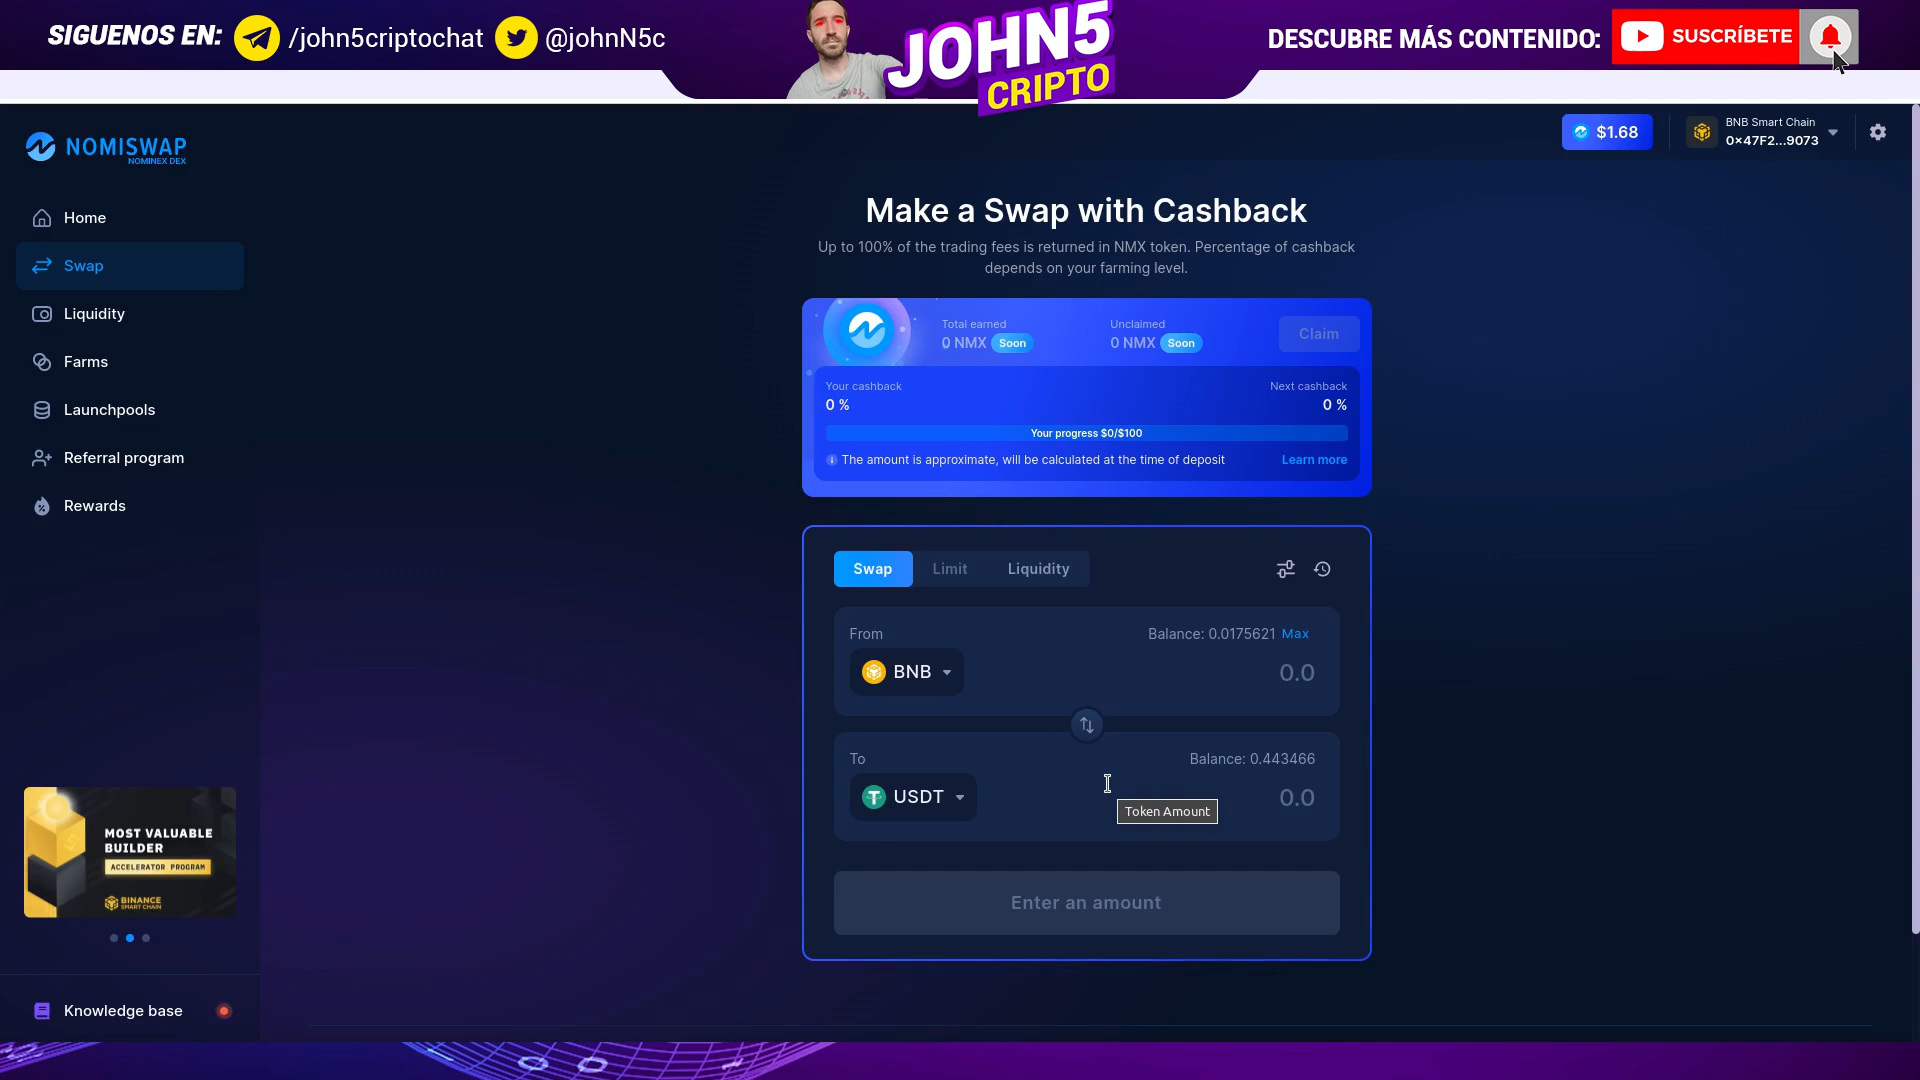 SIGUENOS EN:
/john5criptochat
@johnN5c
JOHN5
CRIPTO
DESCUBRE MÁS CONTENIDO:
SUSCRÍBETE
NOMISWAP
NOMINEX DEX
$1.68
BNB Smart Chain
0x47F2...9073
Home
Swap
Liquidity
Farms
Launchpools
Referral program
Rewards
MOST VALUABLE
BUILDER
ACCELERATOR PROGRAM
BINANCE
SMART CHAIN
Knowledge base
Make a Swap with Cashback
Up to 100% of the trading fees is returned in NMX token. Percentage of cashback
depends on your farming level.
Total earned
0 NMX Soon
Unclaimed
0 NMX Soon
Claim
Your cashback
0 %
Next cashback
0 %
Your progress $0/$100
The amount is approximate, will be calculated at the time of deposit
Learn more
Swap
Limit
Liquidity
From
Balance: 0.0175621 Max
BNB
0.0
To
Balance: 0.443466
USDT
0.0
Token Amount
Enter an amount